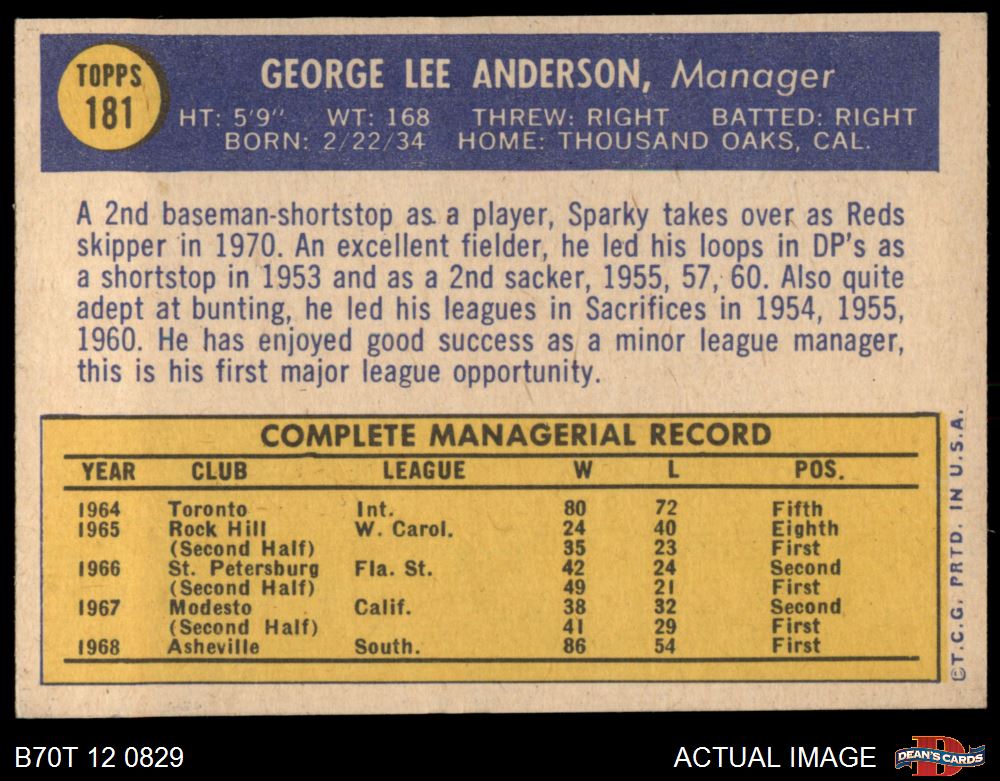 TOPPS
181
GEORGE LEE ANDERSON, Manager
HT: 5'9" WT: 168 THREW: RIGHT BATTED: RIGHT
BORN: 2/22/34 HOME: THOUSAND OAKS, CAL.
A 2nd baseman-shortstop as a player, Sparky takes over as Reds
skipper in 1970. An excellent fielder, he led his loops in DP's as
a shortstop in 1953 and as a 2nd sacker, 1955, 57, 60. Also quite
adept at bunting, he led his leagues in Sacrifices in 1954, 1955,
1960. He has enjoyed good success as a minor league manager,
this is his first major league opportunity.
COMPLETE MANAGERIAL RECORD
YEAR CLUB LEAGUE W L POS.
1964 Toronto Int. 80 72 Fifth
1965 Rock Hill W. Carol. 24 40 Eighth
(Second Half) 35 23 First
1966 St. Petersburg Fla. St. 42 24 Second
(Second Half) 49 21 First
1967 Modesto Calif. 38 32 Second
(Second Half) 41 29 First
1968 Asheville South. 86 54 First
©T.C.G. PRTD. IN U.S.A.
B70T 12 0829
ACTUAL IMAGE
D
DEAN'S CARDS